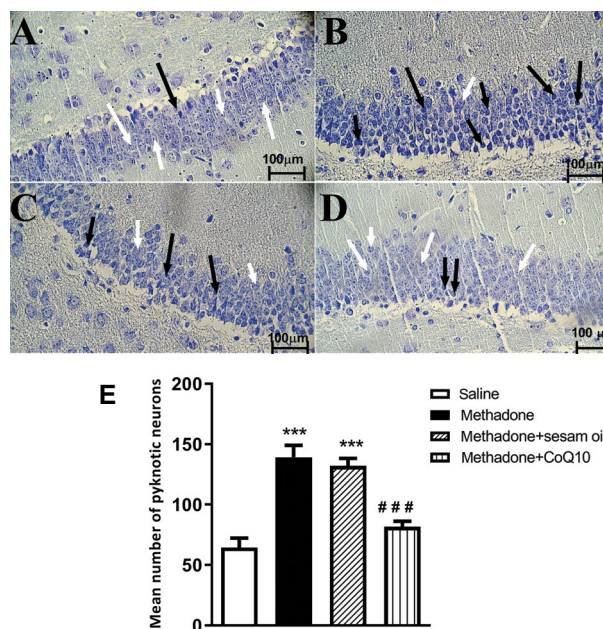 A
B
100μm
100μm
C
D
100μm
100 μ
E
Mean number of pyknotic neurons
200
150
100
50
0
***
***
###
Saline
Methadone
Methadone+sesam oi
Methadone+CoQ10